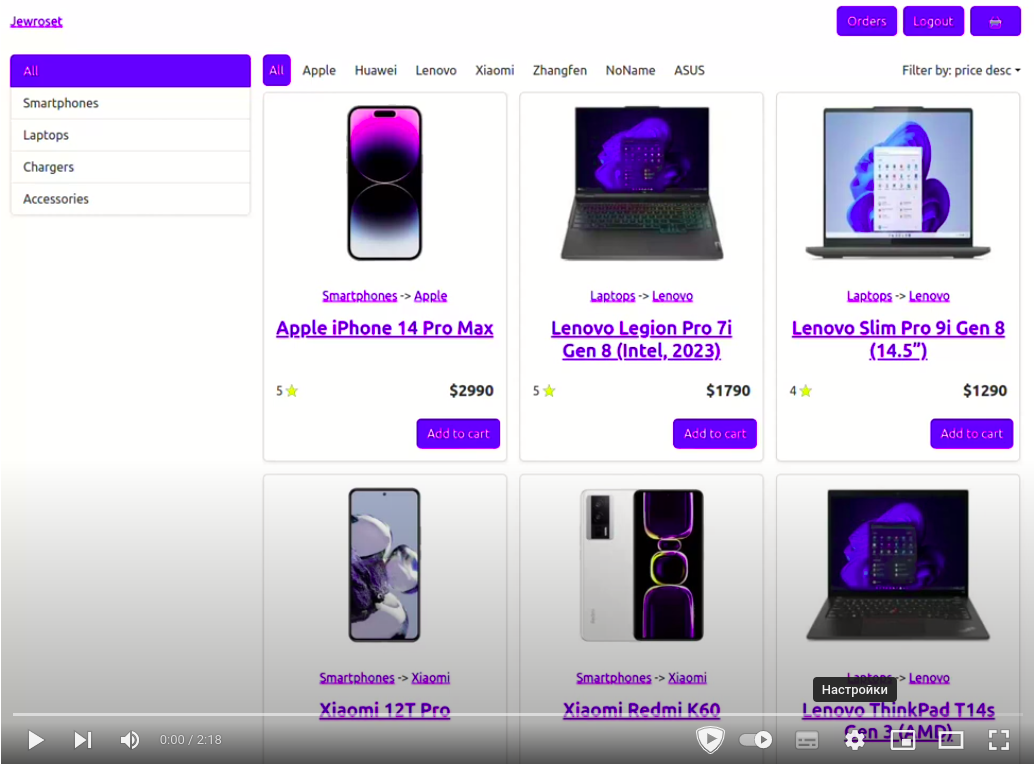 Jewroset
Orders
Logout
All
Smartphones
Laptops
Chargers
Accessories
All
Apple
Huawei
Lenovo
Xiaomi
Zhangfen
NoName
ASUS
Filter by: price desc
Smartphones -> Apple
Apple iPhone 14 Pro Max
5
$2990
Add to cart
Laptops -> Lenovo
Lenovo Legion Pro 7i
Gen 8 (Intel, 2023)
5
$1790
Add to cart
Laptops -> Lenovo
Lenovo Slim Pro 9i Gen 8
(14.5”)
4
$1290
Add to cart
Smartphones -> Xiaomi
Xiaomi 12T Pro
Smartphones -> Xiaomi
Xiaomi Redmi K60
Laptops -> Lenovo
Настройки
Lenovo ThinkPad T14s
Gen 3 (AMD)
0:00 / 2:18